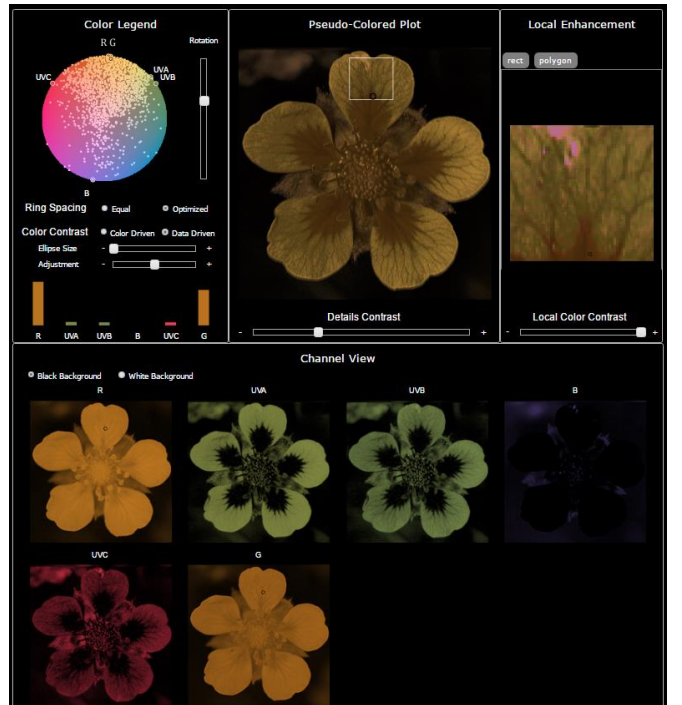 Color Legend
R G
Rotation
UVC
UVA
UVB
B
Ring Spacing Equal Optimized
Color Contrast Color Driven Data Driven
Ellipse Size - +
Adjustment - +
R UVA UVB B UVC G
Pseudo-Colored Plot
Details Contrast
- +
Local Enhancement
rect polygon
Local Color Contrast
- +
Channel View
Black Background White Background
R UVA UVB B
UVC G